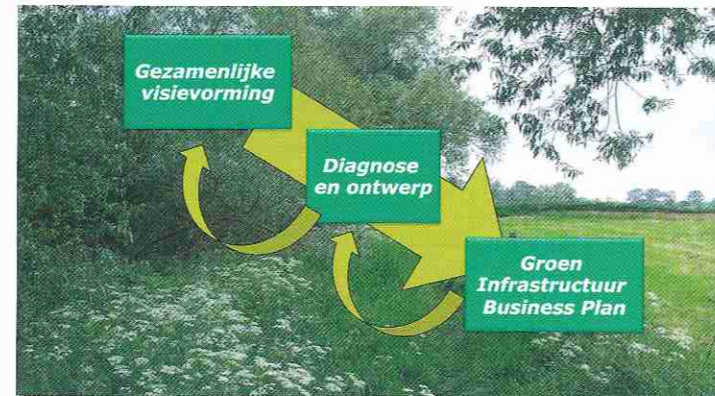 Gezamenlijke
visievorming
Diagnose
en ontwerp
Groen
Infrastructuur
Business Plan